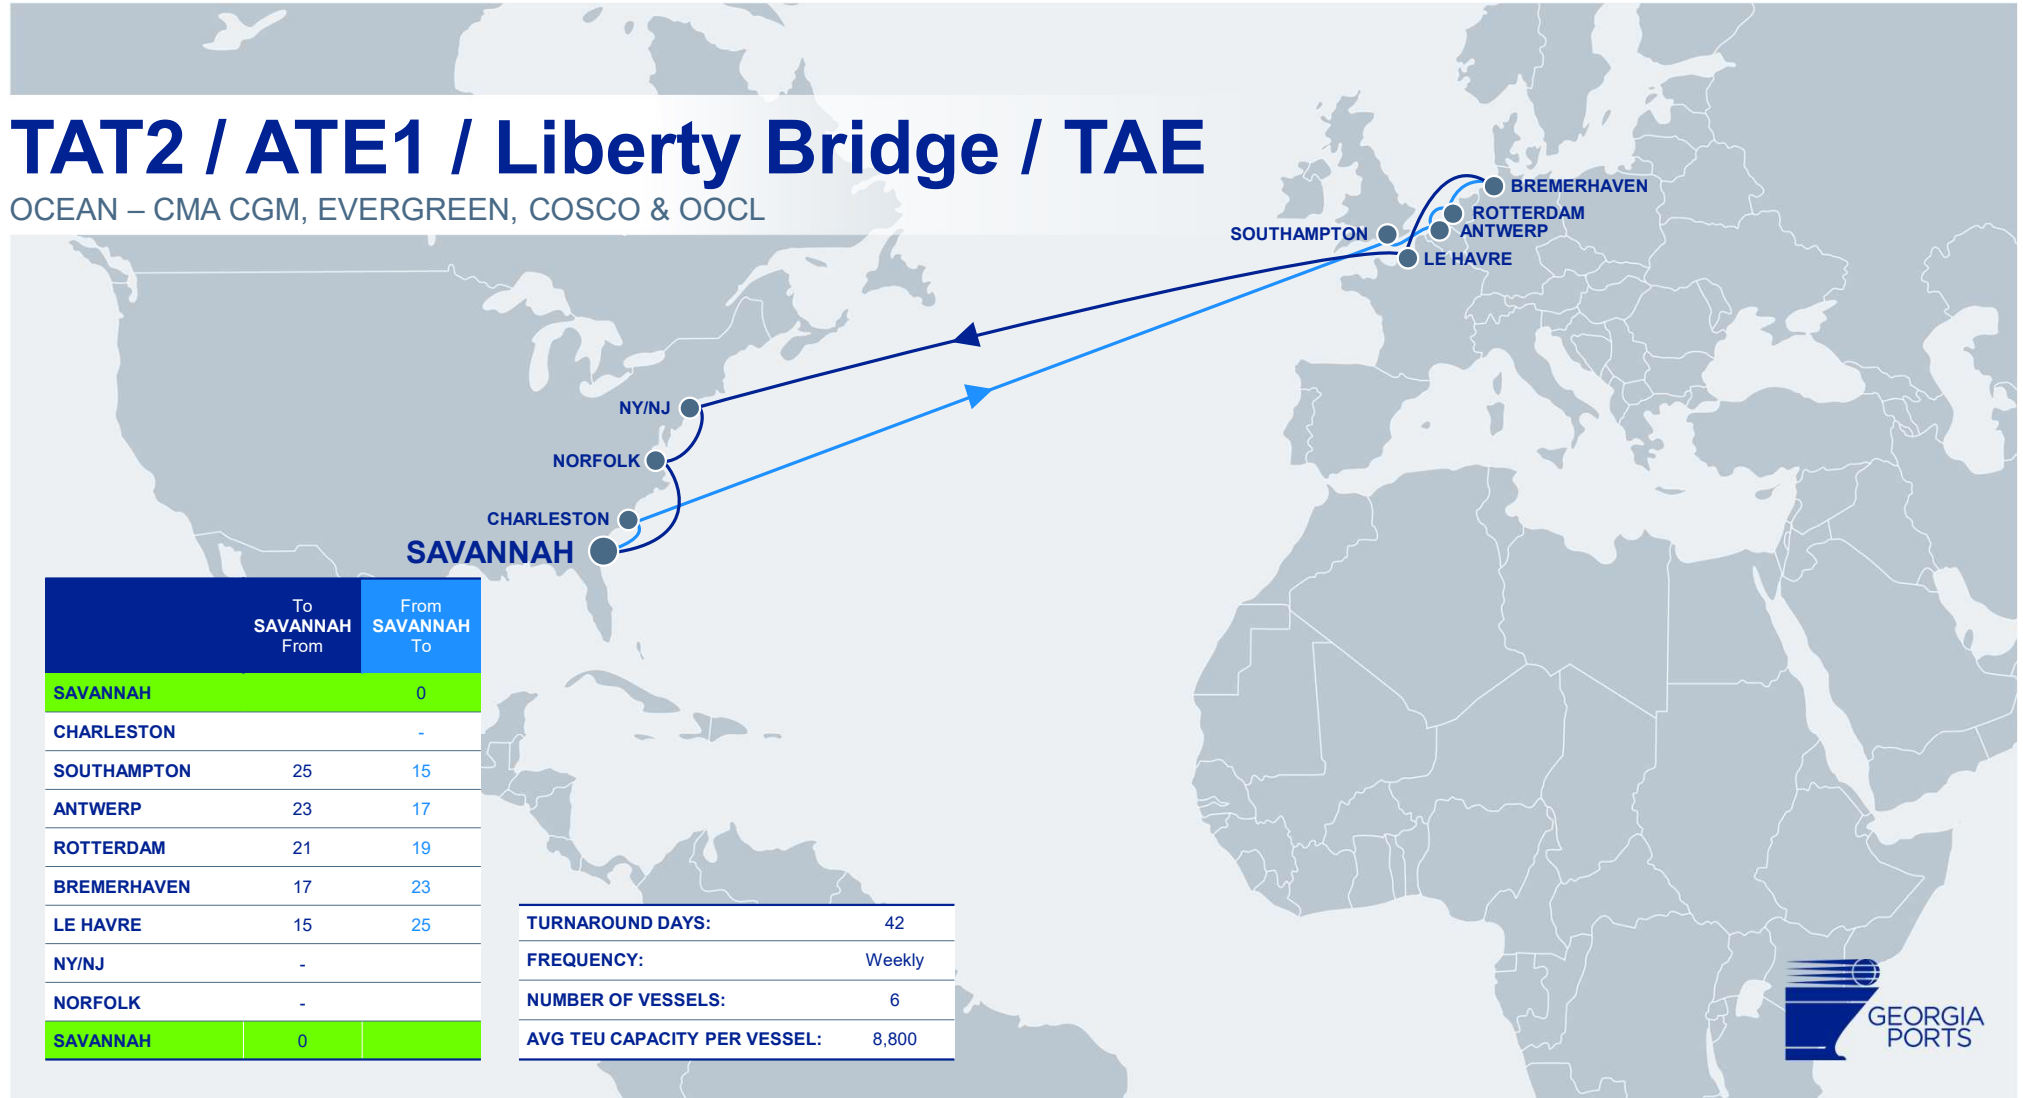 TAT2 / ATE1 / Liberty Bridge / TAE
OCEAN – CMA CGM, EVERGREEN, COSCO & OOCL
BREMERHAVEN
ROTTERDAM
SOUTHAMPTON
ANTWERP
LE HAVRE
NY/NJ
NORFOLK
CHARLESTON
SAVANNAH
To SAVANNAH From
From SAVANNAH To
SAVANNAH 0
CHARLESTON -
SOUTHAMPTON 25 15
ANTWERP 23 17
ROTTERDAM 21 19
BREMERHAVEN 17 23
LE HAVRE 15 25
NY/NJ -
NORFOLK -
SAVANNAH 0
TURNAROUND DAYS: 42
FREQUENCY: Weekly
NUMBER OF VESSELS: 6
AVG TEU CAPACITY PER VESSEL: 8,800
GEORGIA
PORTS